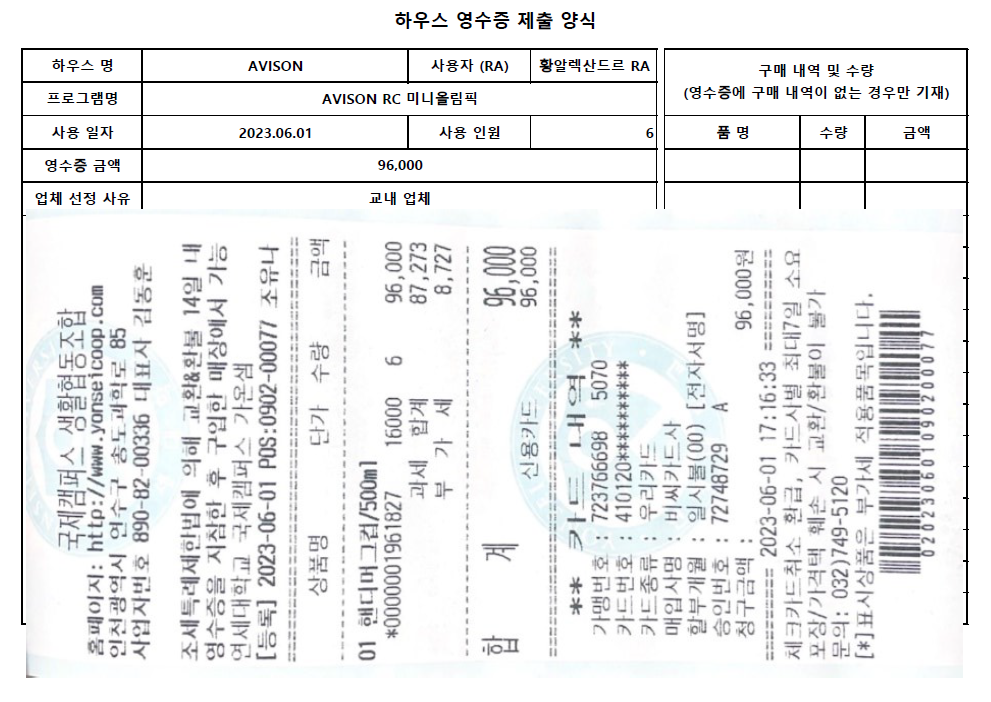 하우스 영수증 제출 양식
하우스 명 AVISON 사용자 (RA) 황알렉산드르 RA
프로그램명 AVISON RC 미니올림픽
사용 일자 2023.06.01 사용 인원 6
영수증 금액 96,000
업체 선정 사유 교내 업체
구매 내역 및 수량
(영수증에 구매 내역이 없는 경우만 기재)
품 명 수량 금액
국제캠퍼스 생활협동조합
홈페이지: http://www.yonseicoop.com
인천광역시 연수구 송도과학로 85
사업자번호 890-82-00336 대표자 김동훈
조세특례제한법에 의해 교환&환불 14일 내
영수증을 지참한 후 구입한 매장에서 가능
연세대학교 국제캠퍼스 가온샘
[등록] 2023-06-01 POS:0902-00077 조유나
상품명 단가 수량 금액
01 핸디머그컵/500ml
*0000001961827 16000 6 96,000
과세 합계 87,273
부 가 세 8,727
합 계 96,000
신용카드 96,000
** 카드 내역 **
가맹번호 : 72376698 5070
카드번호 : 410120**********
카드종류 : 우리카드
매입사명 : 비씨카드사
할부개월 : 일시불(00) [전자서명]
승인번호 : 72748729 A
청구금액 : 96,000원
2023-06-01 17:16:33
체크카드취소 환급, 카드사별 최대7일 소요
포장/가격택 훼손 시 교환/환불이 불가
문의: 032)749-5120
[*]표시상품은 부가세 적용품목입니다.
020230601090200077